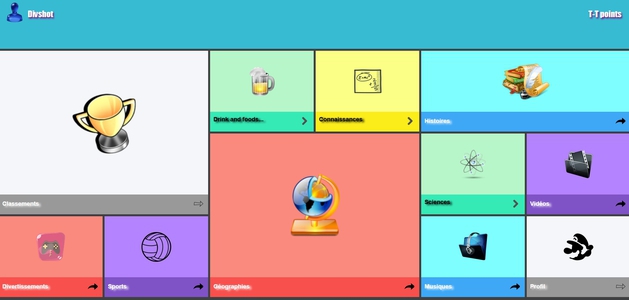 Divshot
T-T points
Classements
Drink and foods...
Connaissances
Histoires
Géographies
Sciences
Vidéos
Divertissements
Sports
Musiques
Profil